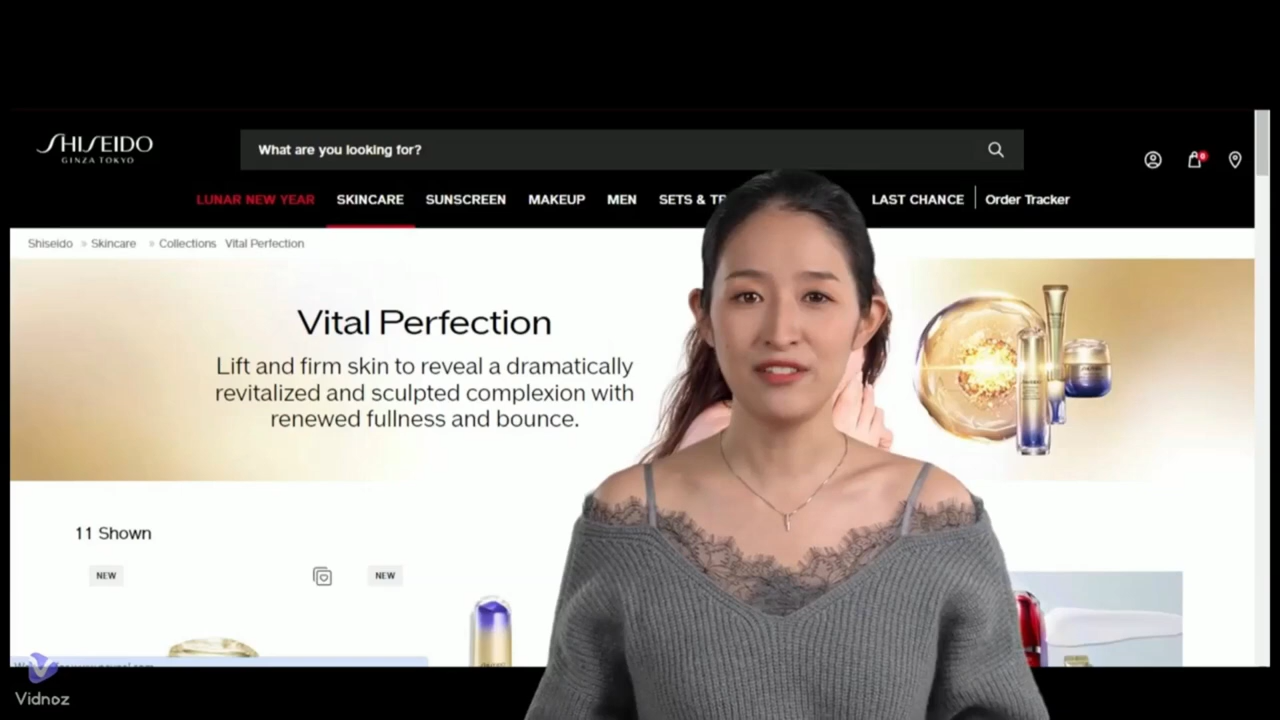 SHISEIDO
GINZA TOKYO
What are you looking for?
0
LUNAR NEW YEAR SKINCARE SUNSCREEN MAKEUP MEN SETS & LAST CHANCE Order Tracker
Shiseido » Skincare » Collections Vital Perfection
Vital Perfection
Lift and firm skin to reveal a dramatically
revitalized and sculpted complexion with
renewed fullness and bounce.
11 Shown
NEW NEW
Vidnoz